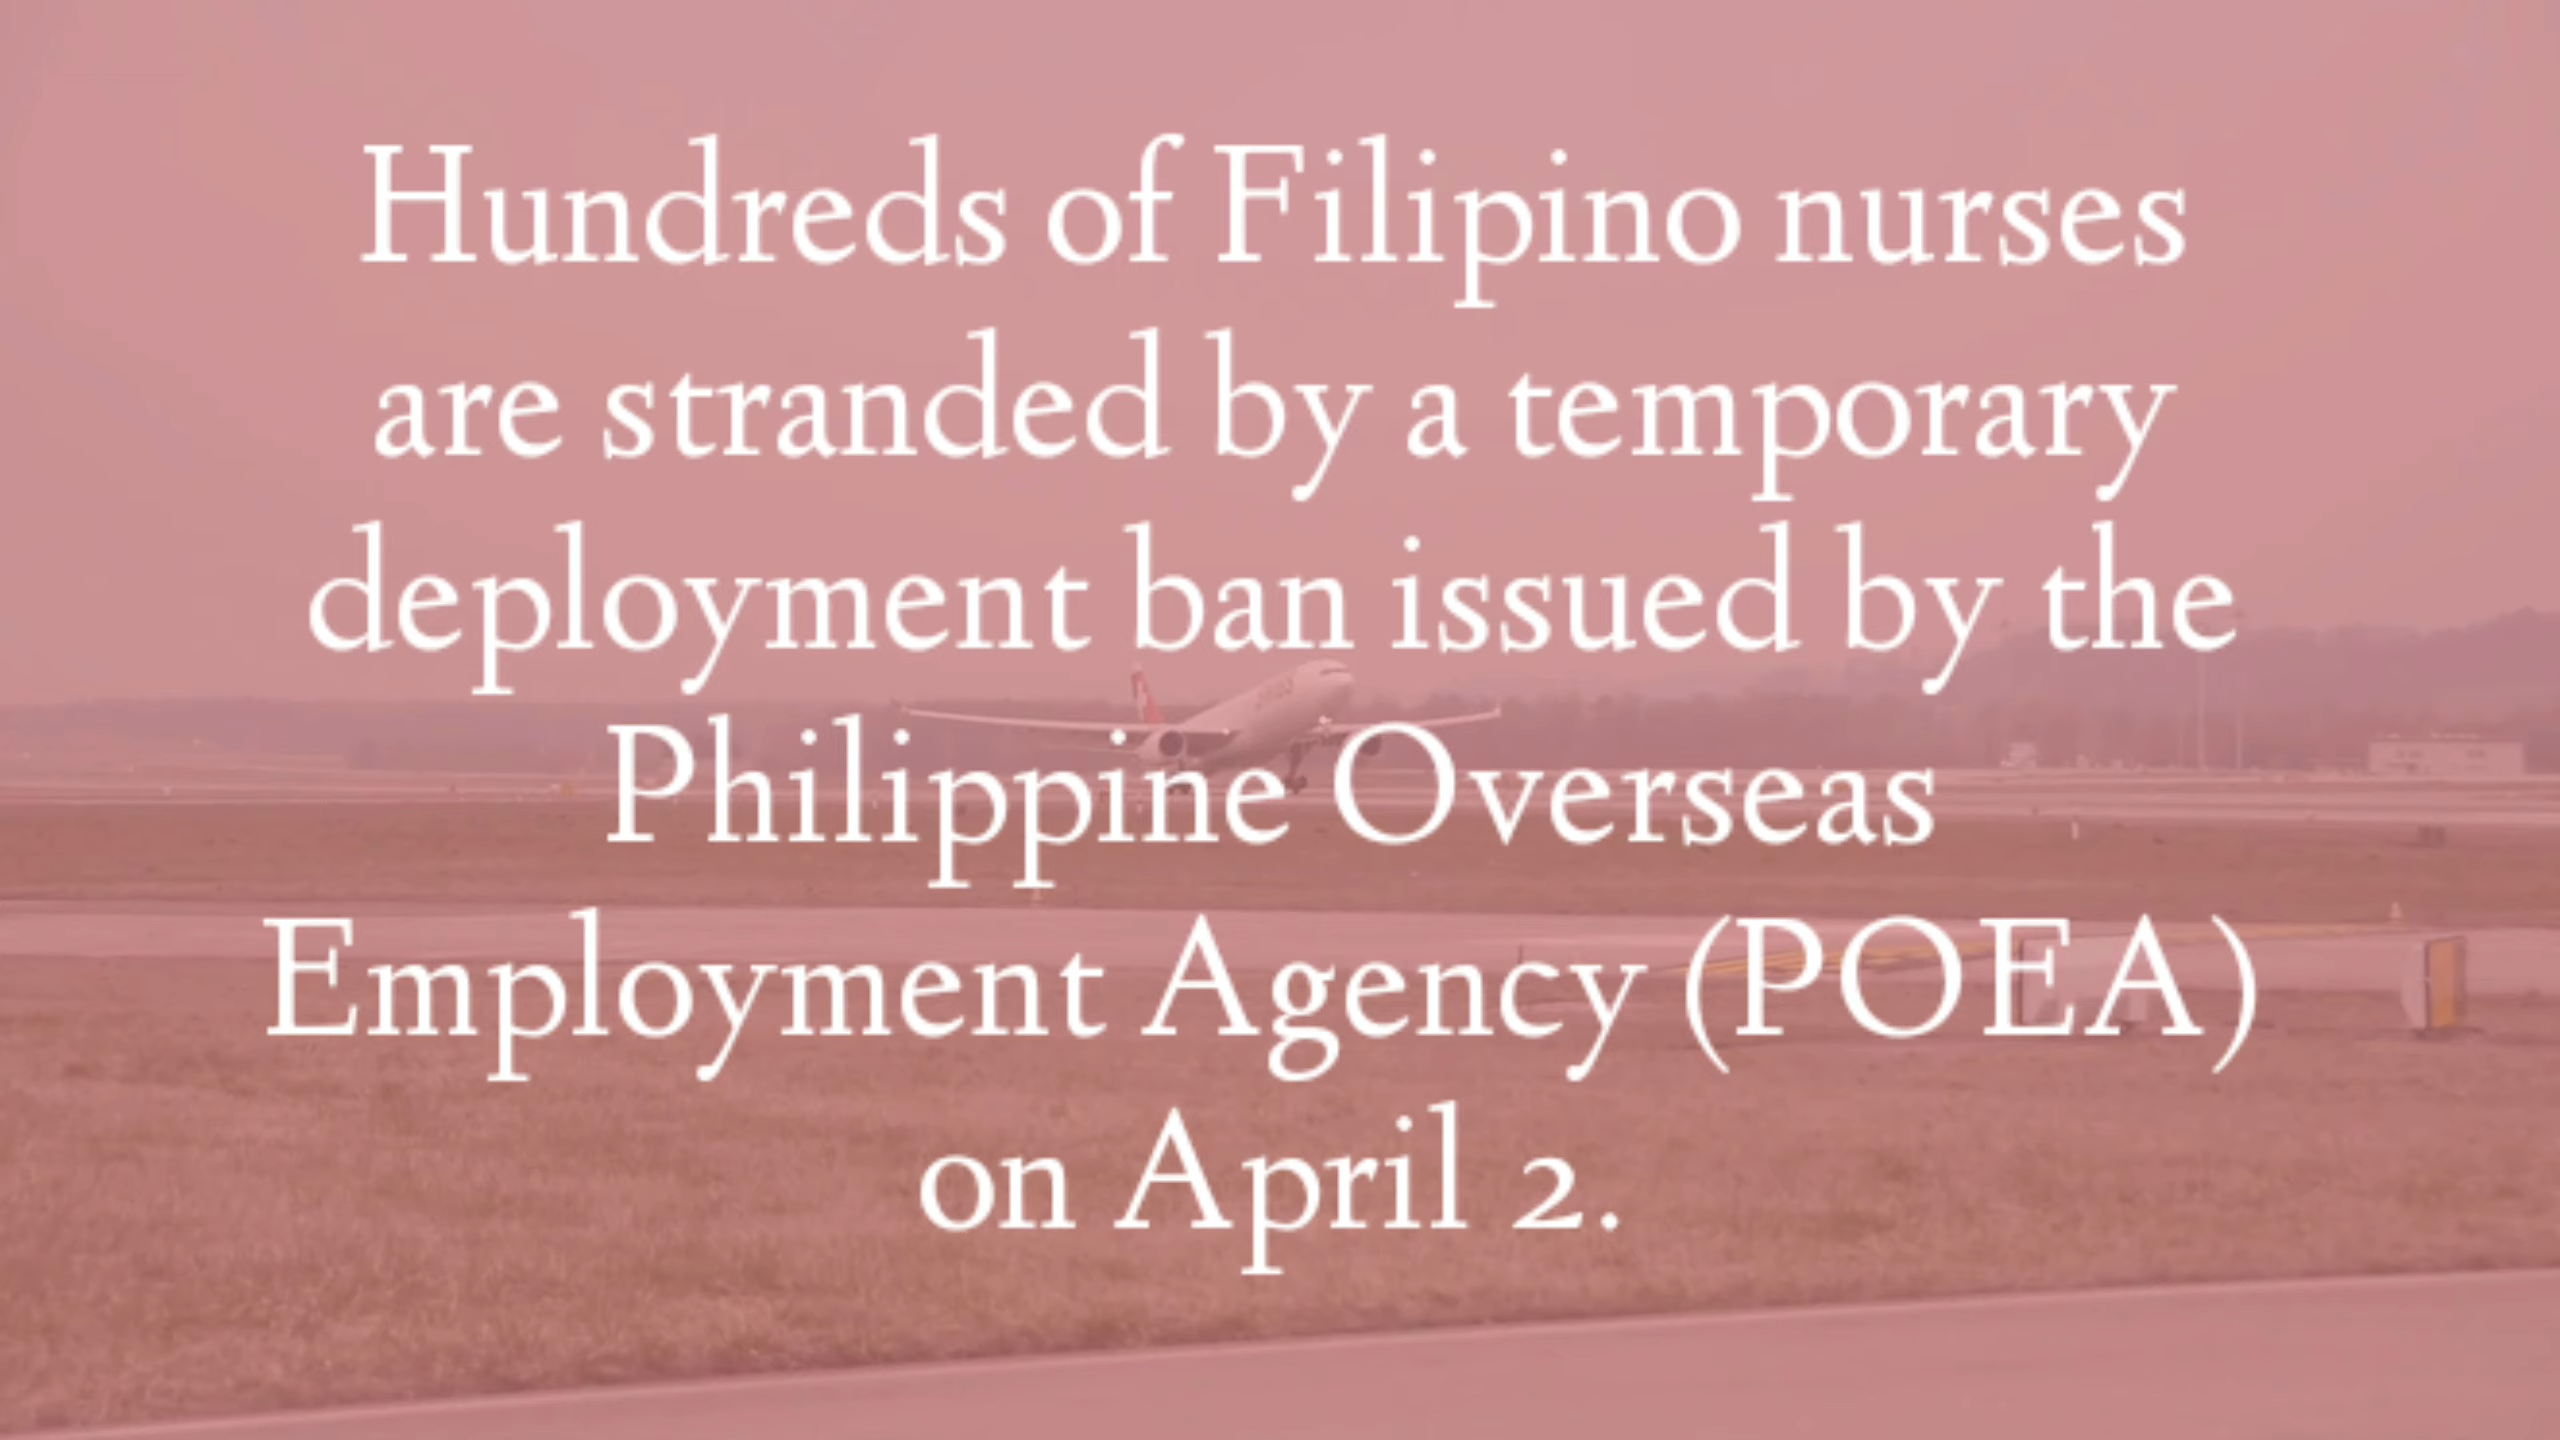 Hundreds of Filipino nurses
are stranded by a temporary
deployment ban issued by the
Philippine Overseas
Employment Agency (POEA)
on April 2.